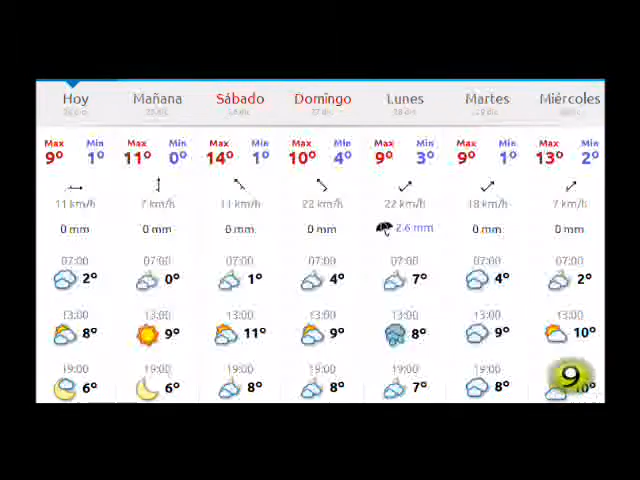 Hoy Mañana Sábado Domingo Lunes Martes Miércoles
Max Min Max Min Max Min Max Min Max Min Max Min Max Min
9º 1º 11º 0º 14º 1º 10º 4º 9º 3º 9º 1º 13º 2º
11 km/h 7 km/h 11 km/h 22 km/h 22 km/h 18 km/h 7 km/h
0 mm 0 mm 0 mm 0 mm 2.6 mm 0 mm 0 mm
07:00 07:00 07:00 07:00 07:00 07:00 07:00
2º 0º 1º 4º 7º 4º 2º
13:00 13:00 13:00 13:00 13:00 13:00 13:00
8º 9º 11º 9º 8º 9º 10º
19:00 19:00 19:00 19:00 19:00 19:00
6º 6º 8º 8º 7º 8º
9